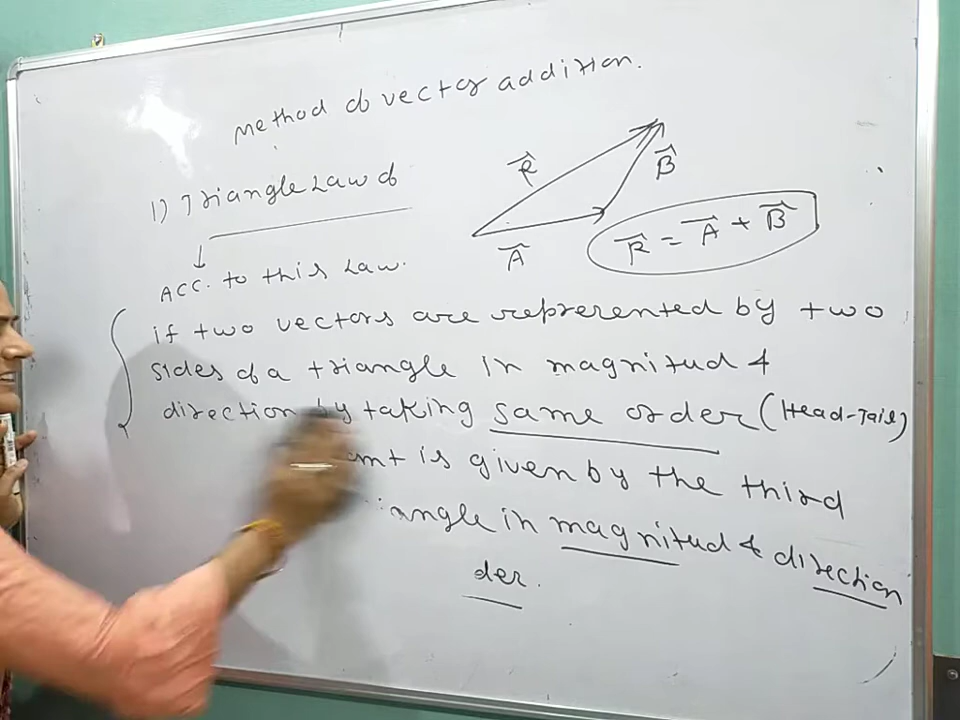 Method of vector addition.
1) Triangle Law of
R
B
A
R = A + B
ACC. to this Law.
if two vectors are represented by two
sides of a triangle in magnitud &
direction by taking same order (Head-Tail)
is given by the third
angle in magnitud & direction
der.